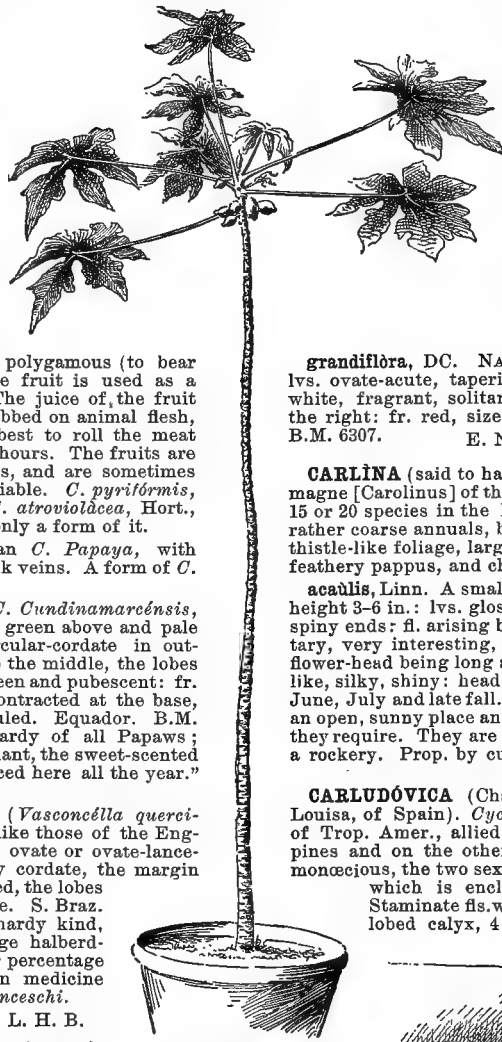 polygamous (to bear
e fruit is used as a
The juice of the fruit
bbed on animal flesh,
best to roll the meat
hours. The fruits are
s, and are sometimes
iable. C. pyrifórmis,
C. atroviolàcea, Hort.,
only a form of it.
an C. Papaya, with
k veins. A form of C.
C. Cundinamarcénsis,
green above and pale
cular-cordate in out-
the middle, the lobes
een and pubescent: fr.
ontracted at the base,
led. Equador. B.M.
ardy of all Papaws;
lant, the sweet-scented
ced here all the year."
(Vasconcélla querci-
like those of the Eng-
ovate or ovate-lance-
y cordate, the margin
ed, the lobes
e. S. Braz.
hardy kind,
ge halberd-
percentage
n medicine
nceschi.
L. H. B.
grandiflòra, DC. NA
lvs. ovate-acute, taperi
white, fragrant, solitar
the right: fr. red, size
B.M. 6307. E. N
CARLÌNA (said to ha
magne [Carolinus] of th
15 or 20 species in the
rather coarse annuals, b
thistle-like foliage, larg
feathery pappus, and ch
acaùlis, Linn. A smal
height 3-6 in.: lvs. glos
spiny ends: fl. arising b
tary, very interesting,
flower-head being long a
like, silky, shiny: head
June, July and late fall.
an open, sunny place an
they require. They are
a rockery. Prop. by cu
CARLUDÓVICA (Ch
Louisa, of Spain). Cyc
of Trop. Amer., allied
pines and on the othe
monœcious, the two sex
which is encl
Staminate fls. w
lobed calyx, 4